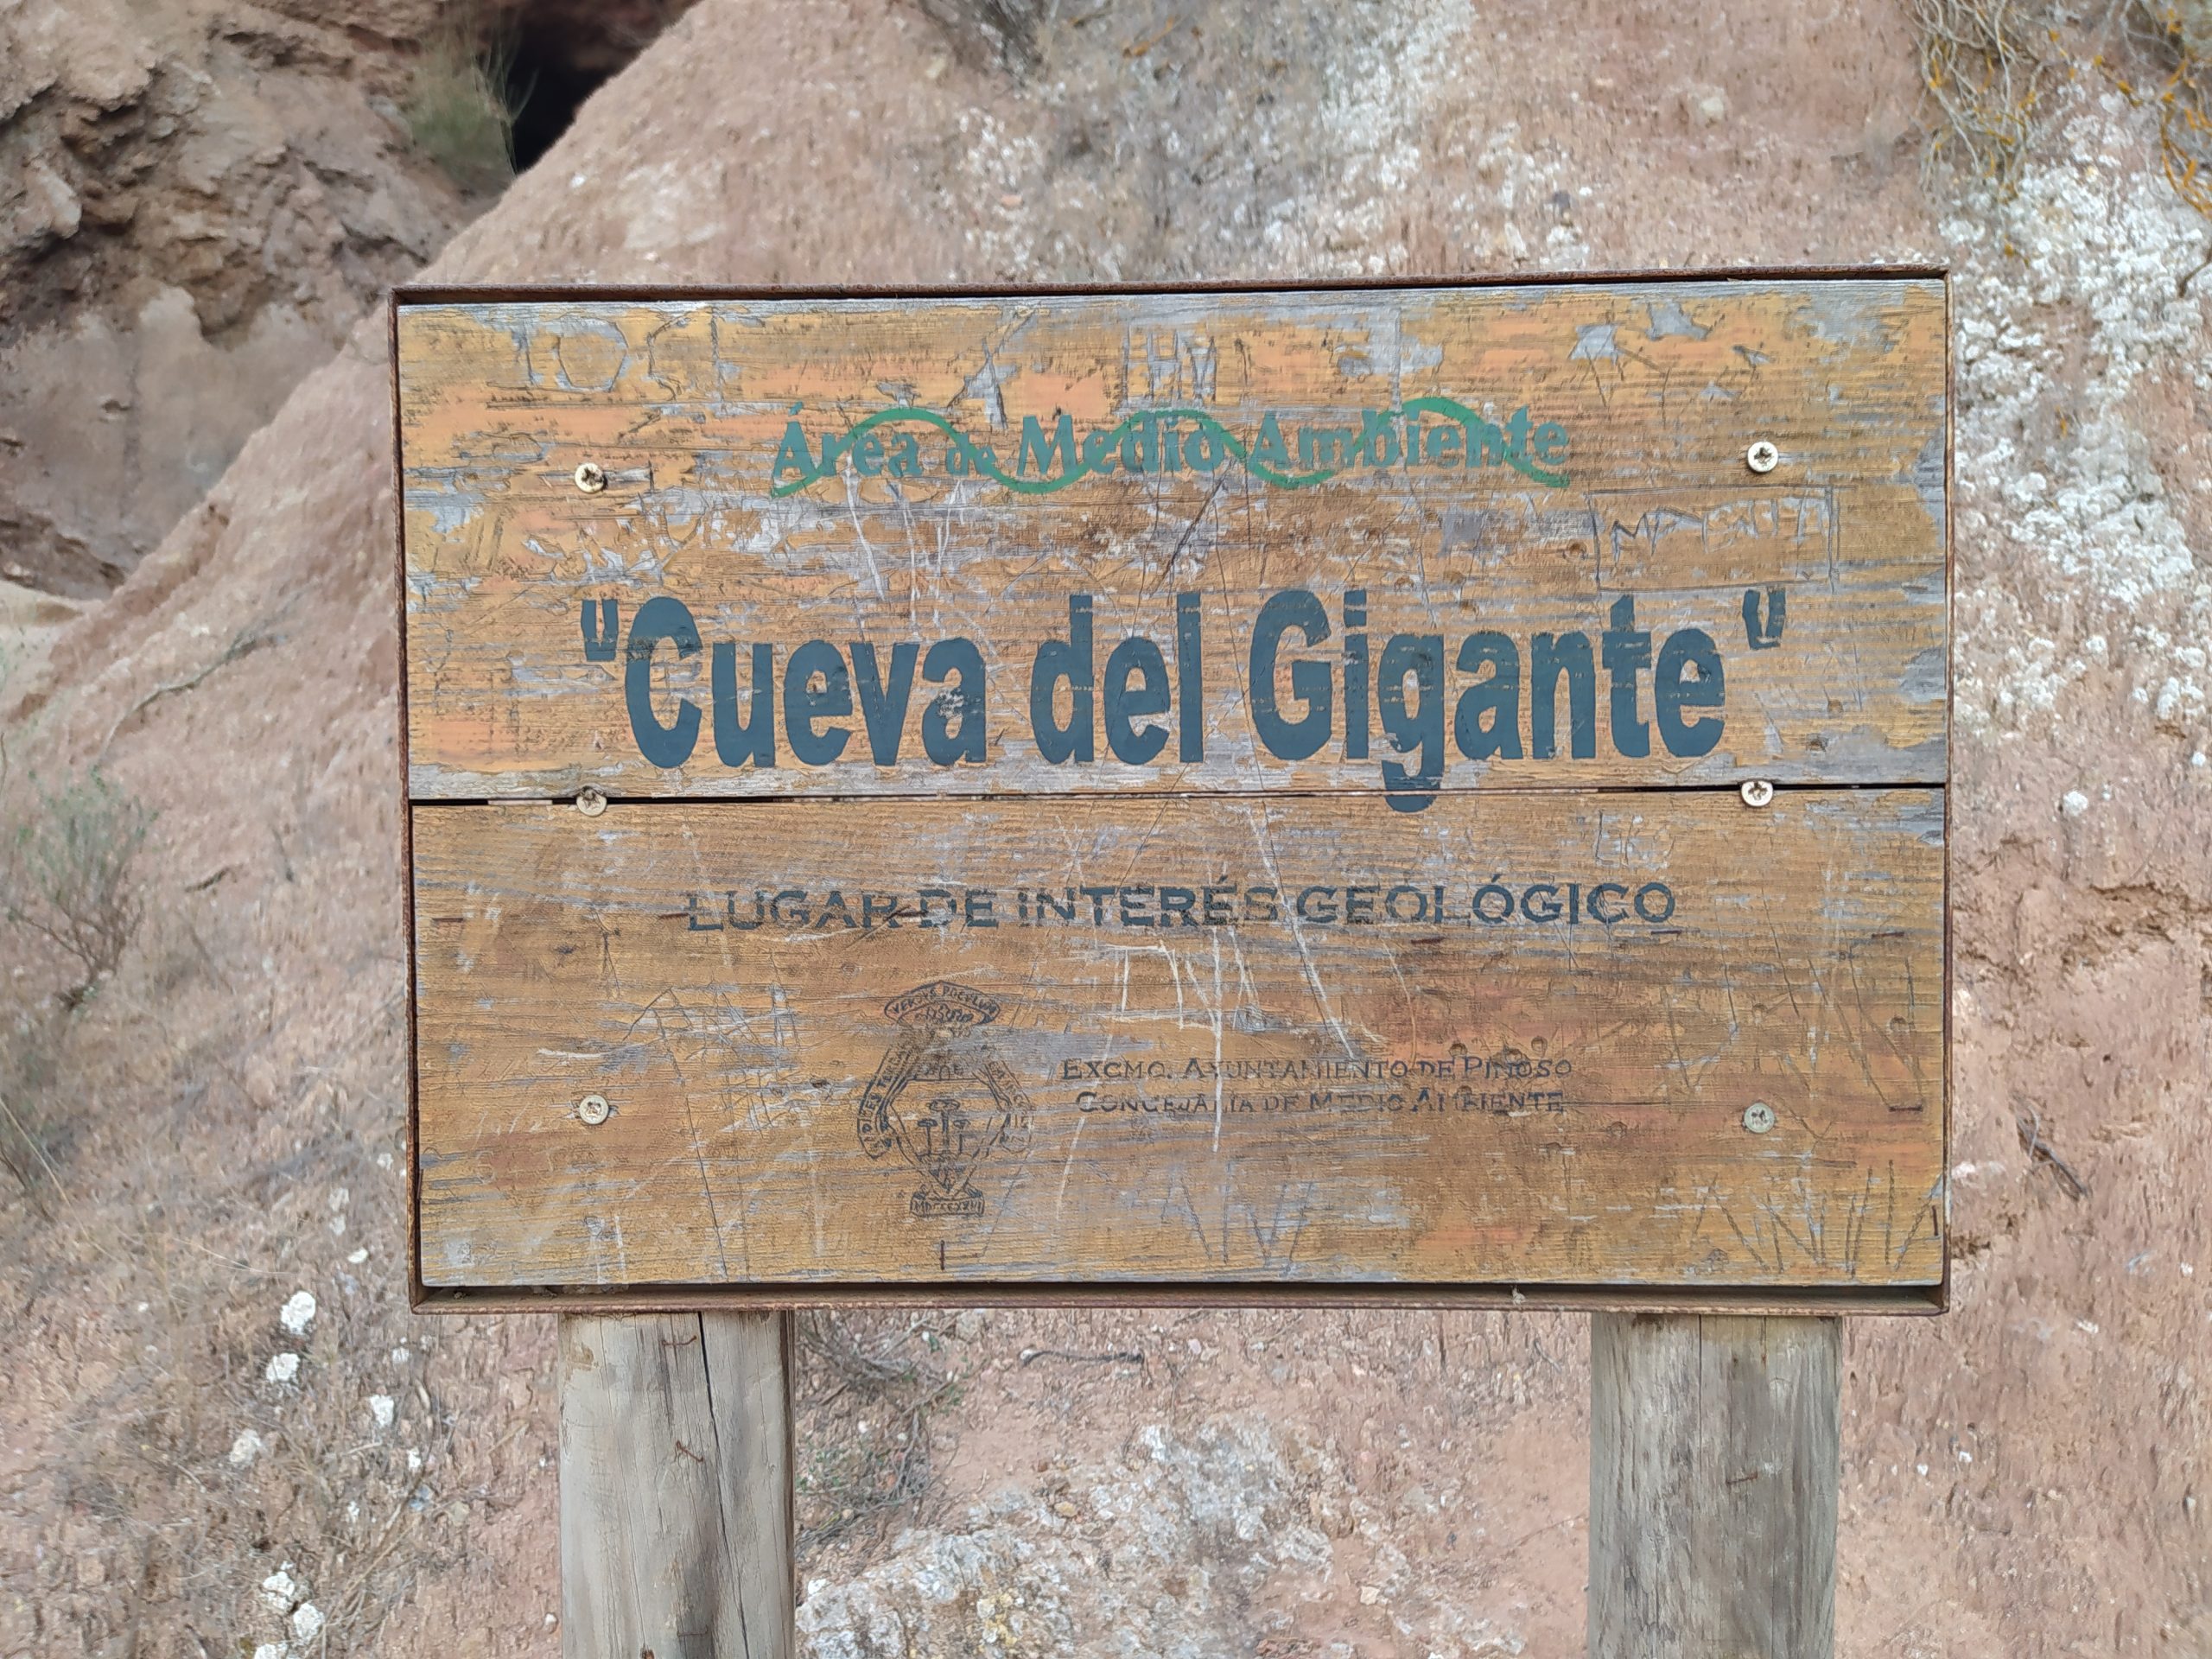 Área de Medio Ambiente
"Cueva del Gigante"
LUGAR DE INTERÉS GEOLÓGICO
EXCMO. AYUNTAMIENTO DE PINOSO
CONCEJALÍA DE MEDIO AMBIENTE